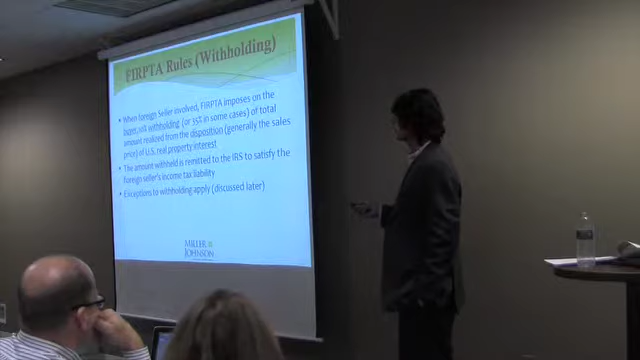 FIRPTA Rules (Withholding)
• When foreign Seller involved, FIRPTA imposes on the
buyer withholding (or 35% in some cases) of total
amount realized from the disposition (generally the sales
price) of U.S. real property interest
• The amount withheld is remitted to the IRS to satisfy the
foreign seller's income tax liability
• Exceptions to withholding apply (discussed later)
MILLER
JOHNSON